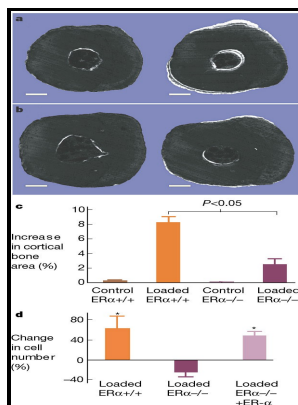 a
b
c
P<0.05
10
8
6
4
2
0
Increase
in cortical
bone
area (%)
Control
ERα+/+
Loaded
ERα+/+
Control
ERα−/−
Loaded
ERα−/−
d
80
40
0
−40
Change
in cell
number
(%)
*
*
Loaded
ERα+/+
Loaded
ERα−/−
Loaded
ERα−/−
+ER-α